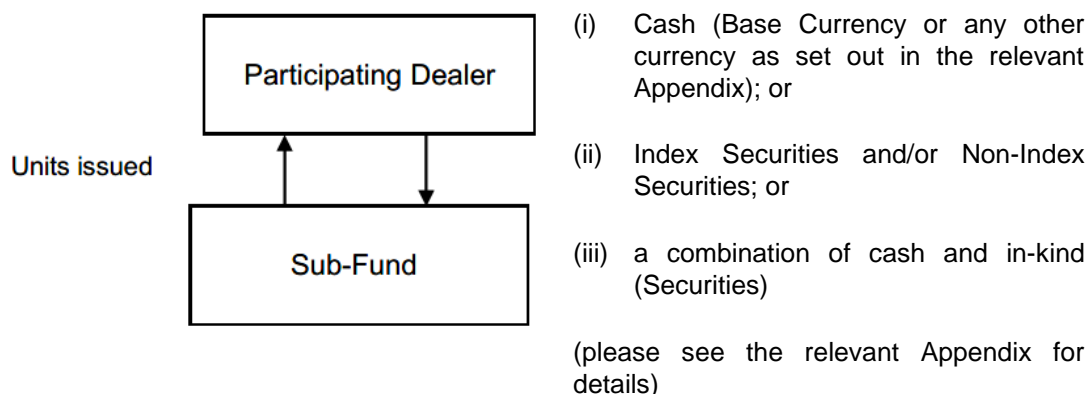 Participating Dealer
Units issued
Sub-Fund
(i) Cash (Base Currency or any other
currency as set out in the relevant
Appendix); or
(ii) Index Securities and/or Non-Index
Securities; or
(iii) a combination of cash and in-kind
(Securities)
(please see the relevant Appendix for
details)